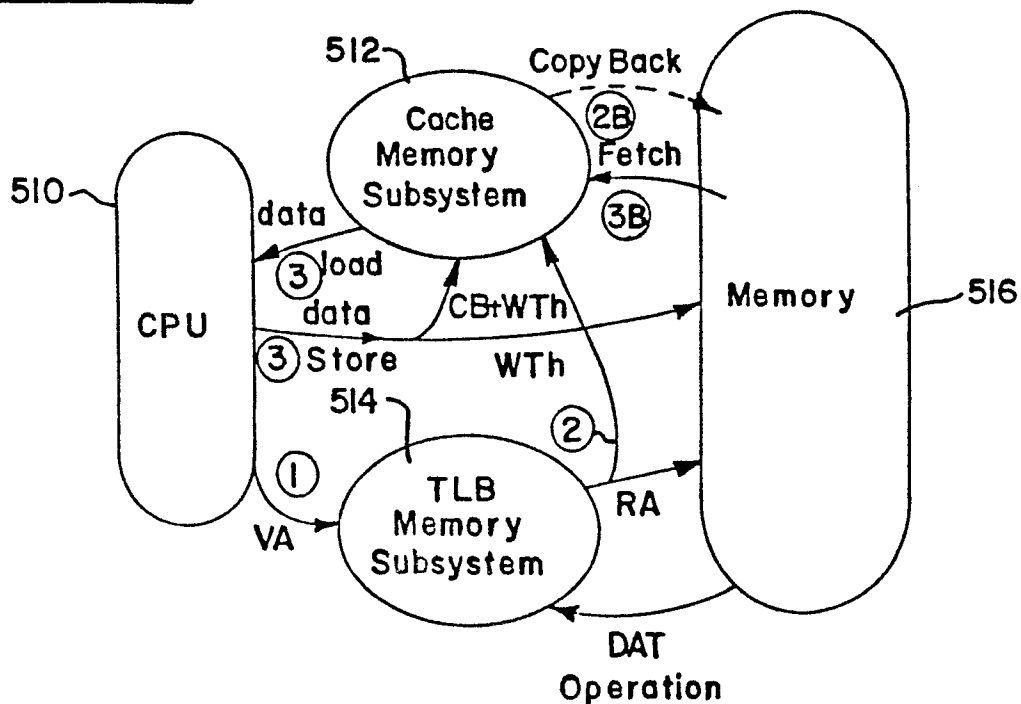 512
Copy Back
2B
Cache
Memory
Subsystem
Fetch
3B
510
data
3 load
data
CB+WTh
Memory
516
CPU
3 Store
WTh
514
2
1
TLB
Memory
Subsystem
RA
VA
DAT
Operation